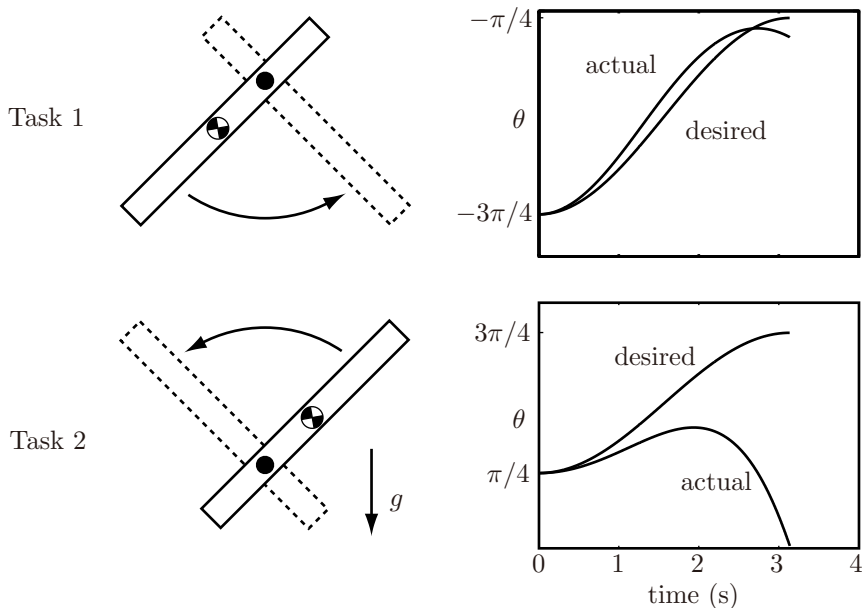 Task 1
−π/4
θ
−3π/4
actual
desired
Task 2
g
3π/4
θ
π/4
desired
actual
0 1 2 3 4
time (s)